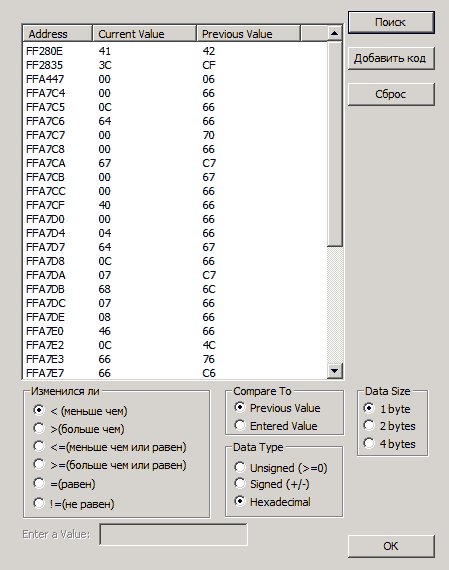 Address Current Value Previous Value
FF280E 41 42
FF2835 3C CF
FFA447 00 06
FFA7C4 00 66
FFA7C5 0C 66
FFA7C6 64 66
FFA7C7 00 70
FFA7C8 00 66
FFA7CA 67 C7
FFA7CB 00 67
FFA7CC 00 66
FFA7CF 40 66
FFA7D0 00 66
FFA7D4 04 66
FFA7D7 64 67
FFA7D8 0C 66
FFA7DA 07 C7
FFA7DB 68 6C
FFA7DC 07 66
FFA7DE 08 66
FFA7E0 46 66
FFA7E2 0C 4C
FFA7E3 66 76
FFA7E7 66 C6
Поиск
Добавить код
Сброс
Изменился ли
< (меньше чем)
>(больше чем)
<=(меньше чем или равен)
>=(больше чем или равен)
=(равен)
!=(не равен)
Compare To
Previous Value
Entered Value
Data Type
Unsigned (>=0)
Signed (+/-)
Hexadecimal
Data Size
1 byte
2 bytes
4 bytes
Enter a Value:
OK